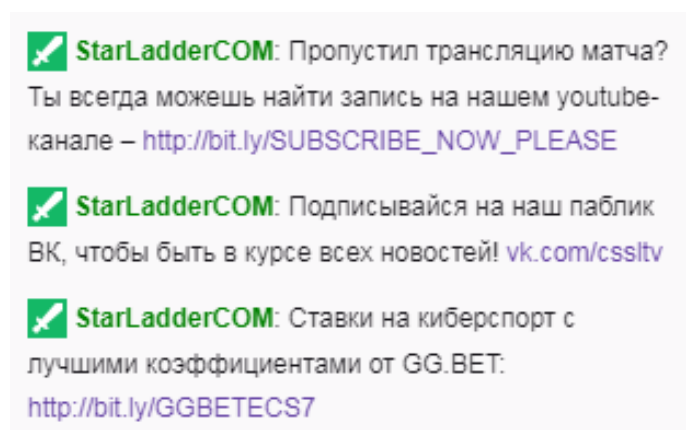 StarLadderCOM: Пропустил трансляцию матча?
Ты всегда можешь найти запись на нашем youtube-
канале – http://bit.ly/SUBSCRIBE_NOW_PLEASE
StarLadderCOM: Подписывайся на наш паблик
ВК, чтобы быть в курсе всех новостей! vk.com/cssltv
StarLadderCOM: Ставки на киберспорт с
лучшими коэффициентами от GG.BET:
http://bit.ly/GGBETECS7